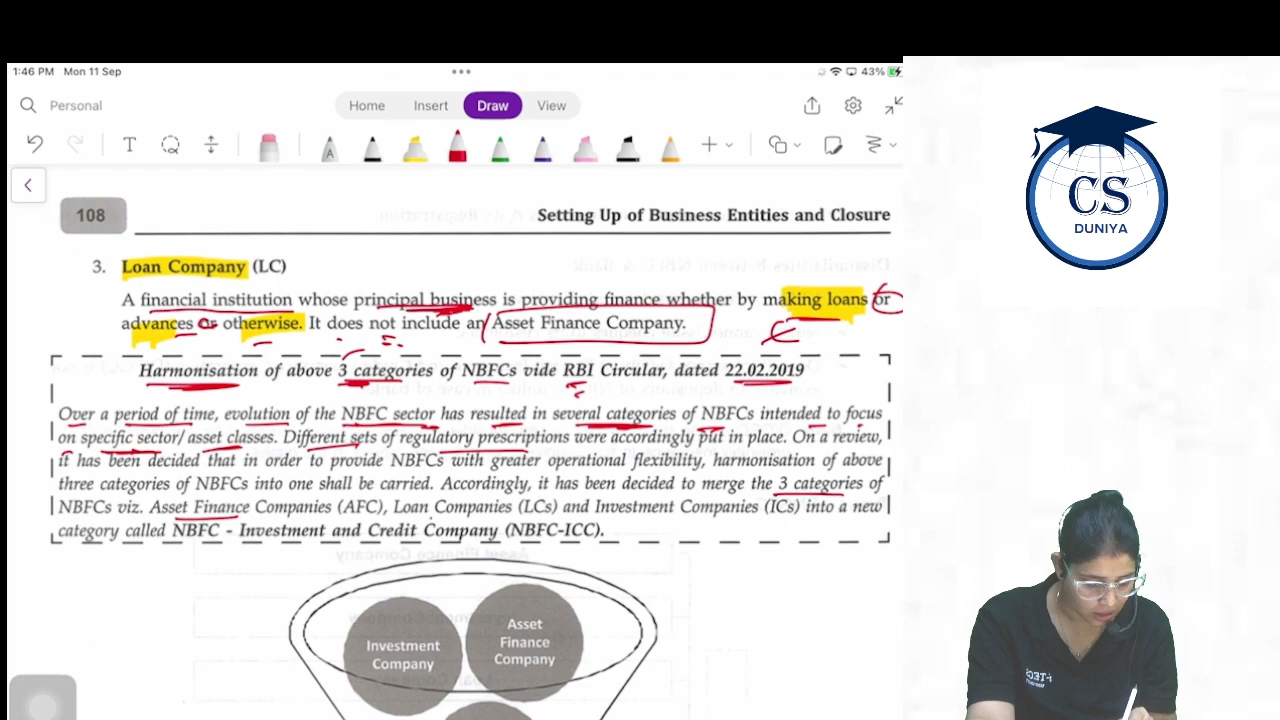 1:46 PM Mon 11 Sep
43%
Personal
Home Insert Draw View
108
Setting Up of Business Entities and Closure
3. Loan Company (LC)
A financial institution whose principal business is providing finance whether by making loans or
advances or otherwise. It does not include an Asset Finance Company.
Harmonisation of above 3 categories of NBFCs vide RBI Circular, dated 22.02.2019
Over a period of time, evolution of the NBFC sector has resulted in several categories of NBFCs intended to focus
on specific sector/ asset classes. Different sets of regulatory prescriptions were accordingly put in place. On a review,
it has been decided that in order to provide NBFCs with greater operational flexibility, harmonisation of above
three categories of NBFCs into one shall be carried. Accordingly, it has been decided to merge the 3 categories of
NBFCs viz. Asset Finance Companies (AFC), Loan Companies (LCs) and Investment Companies (ICs) into a new
category called NBFC - Investment and Credit Company (NBFC-ICC).
Investment
Company
Asset
Finance
Company
CS
DUNIYA